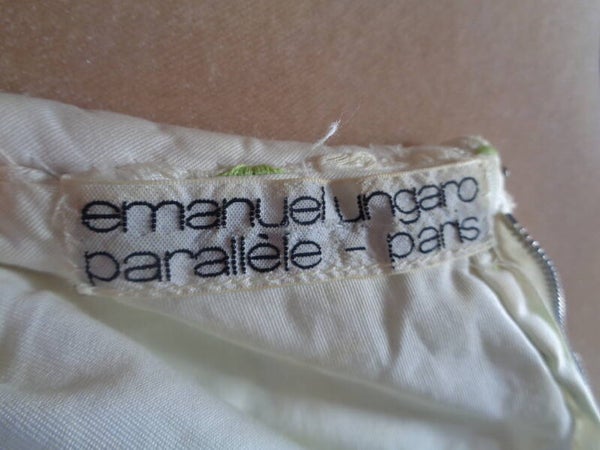 emanuel ungaro
parallèle - paris